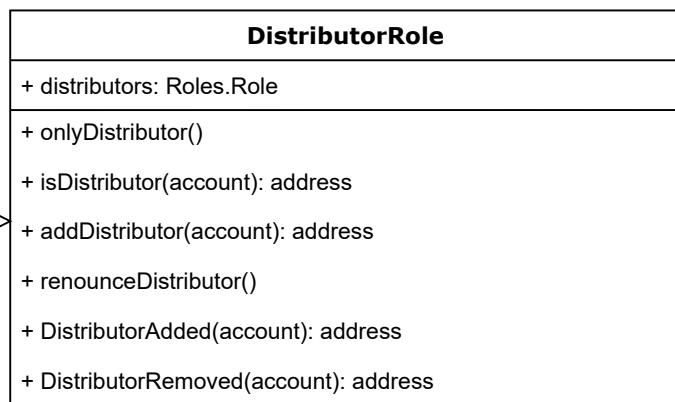 DistributorRole
+ distributors: Roles.Role
+ onlyDistributor()
+ isDistributor(account): address
+ addDistributor(account): address
+ renounceDistributor()
+ DistributorAdded(account): address
+ DistributorRemoved(account): address